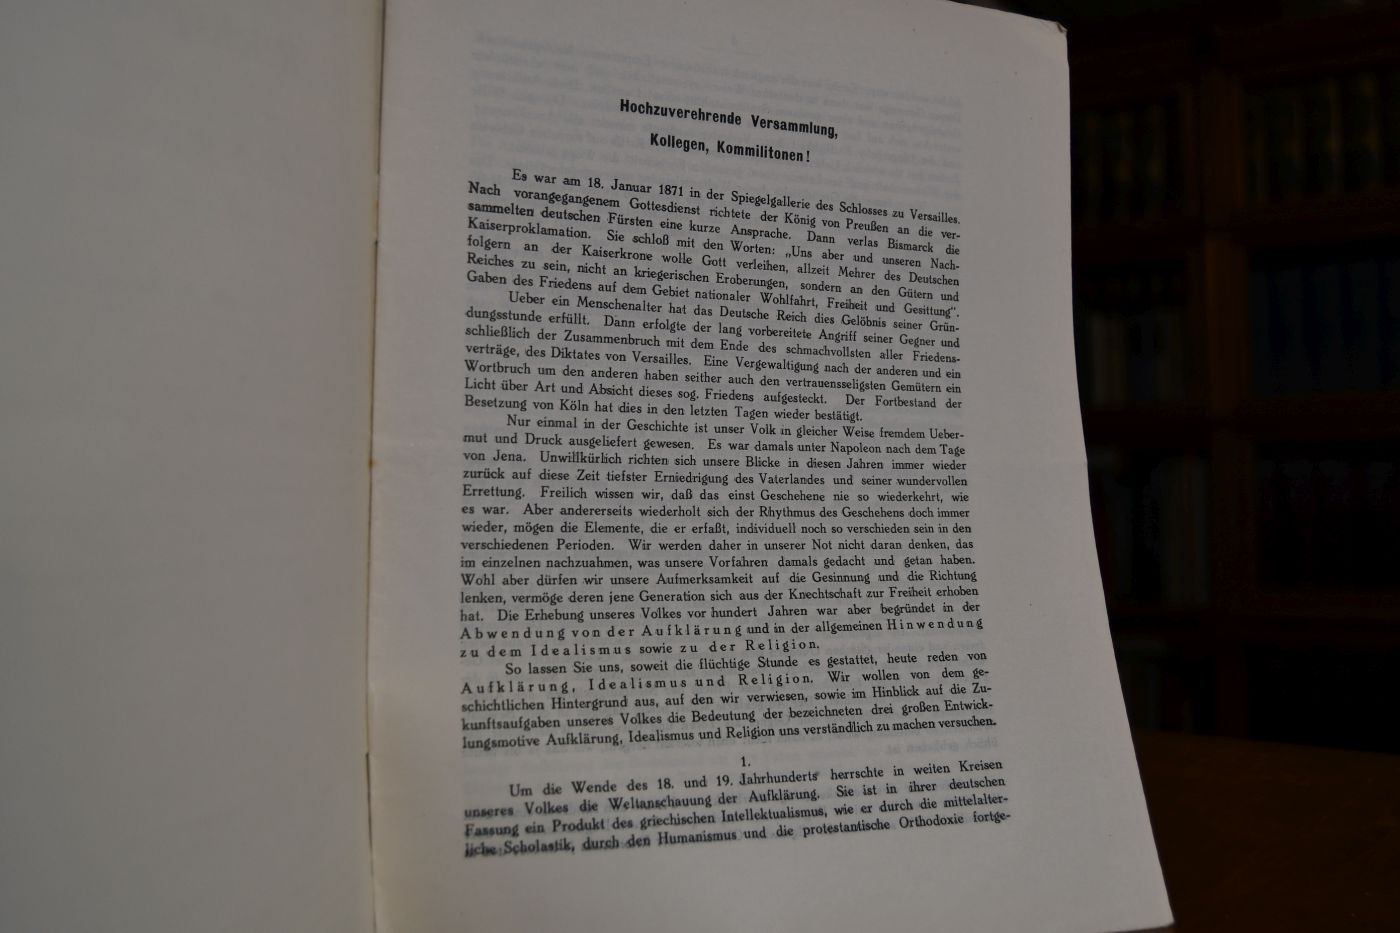 Hochzuverehrende Versammlung,
Kollegen, Kommilitonen!
Es war am 18. Januar 1871 in der Spiegelgallerie des Schlosses zu Versailles.
Nach vorangegangenem Gottesdienst richtete der König von Preußen an die ver-
sammelten deutschen Fürsten eine kurze Ansprache. Dann verlas Bismarck die
Kaiserproklamation. Sie schloß mit den Worten: „Uns aber und unseren Nach-
folgern an der Kaiserkrone wolle Gott verleihen, allzeit Mehrer des Deutschen
Reiches zu sein, nicht an kriegerischen Eroberungen, sondern an den Gütern und
Gaben des Friedens auf dem Gebiet nationaler Wohlfahrt, Freiheit und Gesittung“.
Ueber ein Menschenalter hat das Deutsche Reich dies Gelöbnis seiner Grün-
dungsstunde erfüllt. Dann erfolgte der lang vorbereitete Angriff seiner Gegner und
schließlich der Zusammenbruch mit dem Ende des schmachvollsten aller Friedens-
verträge, des Diktates von Versailles. Eine Vergewaltigung nach der anderen und ein
Wortbruch um den anderen haben seither auch den vertrauensseligsten Gemütern ein
Licht über Art und Absicht dieses sog. Friedens aufgesteckt. Der Fortbestand der
Besetzung von Köln hat dies in den letzten Tagen wieder bestätigt.
Nur einmal in der Geschichte ist unser Volk in gleicher Weise fremdem Ueber-
mut und Druck ausgeliefert gewesen. Es war damals unter Napoleon nach dem Tage
von Jena. Unwillkürlich richten sich unsere Blicke in diesen Jahren immer wieder
zurück auf diese Zeit tiefster Erniedrigung des Vaterlandes und seiner wundervollen
Errettung. Freilich wissen wir, daß das einst Geschehene nie so wiederkehrt, wie
es war. Aber andererseits wiederholt sich der Rhythmus des Geschehens doch immer
wieder, mögen die Elemente, die er erfaßt, individuell noch so verschieden sein in den
verschiedenen Perioden. Wir werden daher in unserer Not nicht daran denken, das
im einzelnen nachzuahmen, was unsere Vorfahren damals gedacht und getan haben.
Wohl aber dürfen wir unsere Aufmerksamkeit auf die Gesinnung und die Richtung
lenken, vermöge deren jene Generation sich aus der Knechtschaft zur Freiheit erhoben
hat. Die Erhebung unseres Volkes vor hundert Jahren war aber begründet in der
Abwendung von der Aufklärung und in der allgemeinen Hinwendung
zu dem Idealismus sowie zu der Religion.
So lassen Sie uns, soweit die flüchtige Stunde es gestattet, heute reden von
Aufklärung, Idealismus und Religion. Wir wollen von dem ge-
schichtlichen Hintergrund aus, auf den wir verwiesen, sowie im Hinblick auf die Zu-
kunftsaufgaben unseres Volkes die Bedeutung der bezeichneten drei großen Entwick-
lungsmotive Aufklärung, Idealismus und Religion uns verständlich zu machen versuchen.
1.
Um die Wende des 18. und 19. Jahrhunderts herrschte in weiten Kreisen
unseres Volkes die Weltanschauung der Aufklärung. Sie ist in ihrer deutschen
Fassung ein Produkt des griechischen Intellektualismus, wie er durch die mittelalter-
liche Scholastik, durch den Humanismus und die protestantische Orthodoxie fortge-